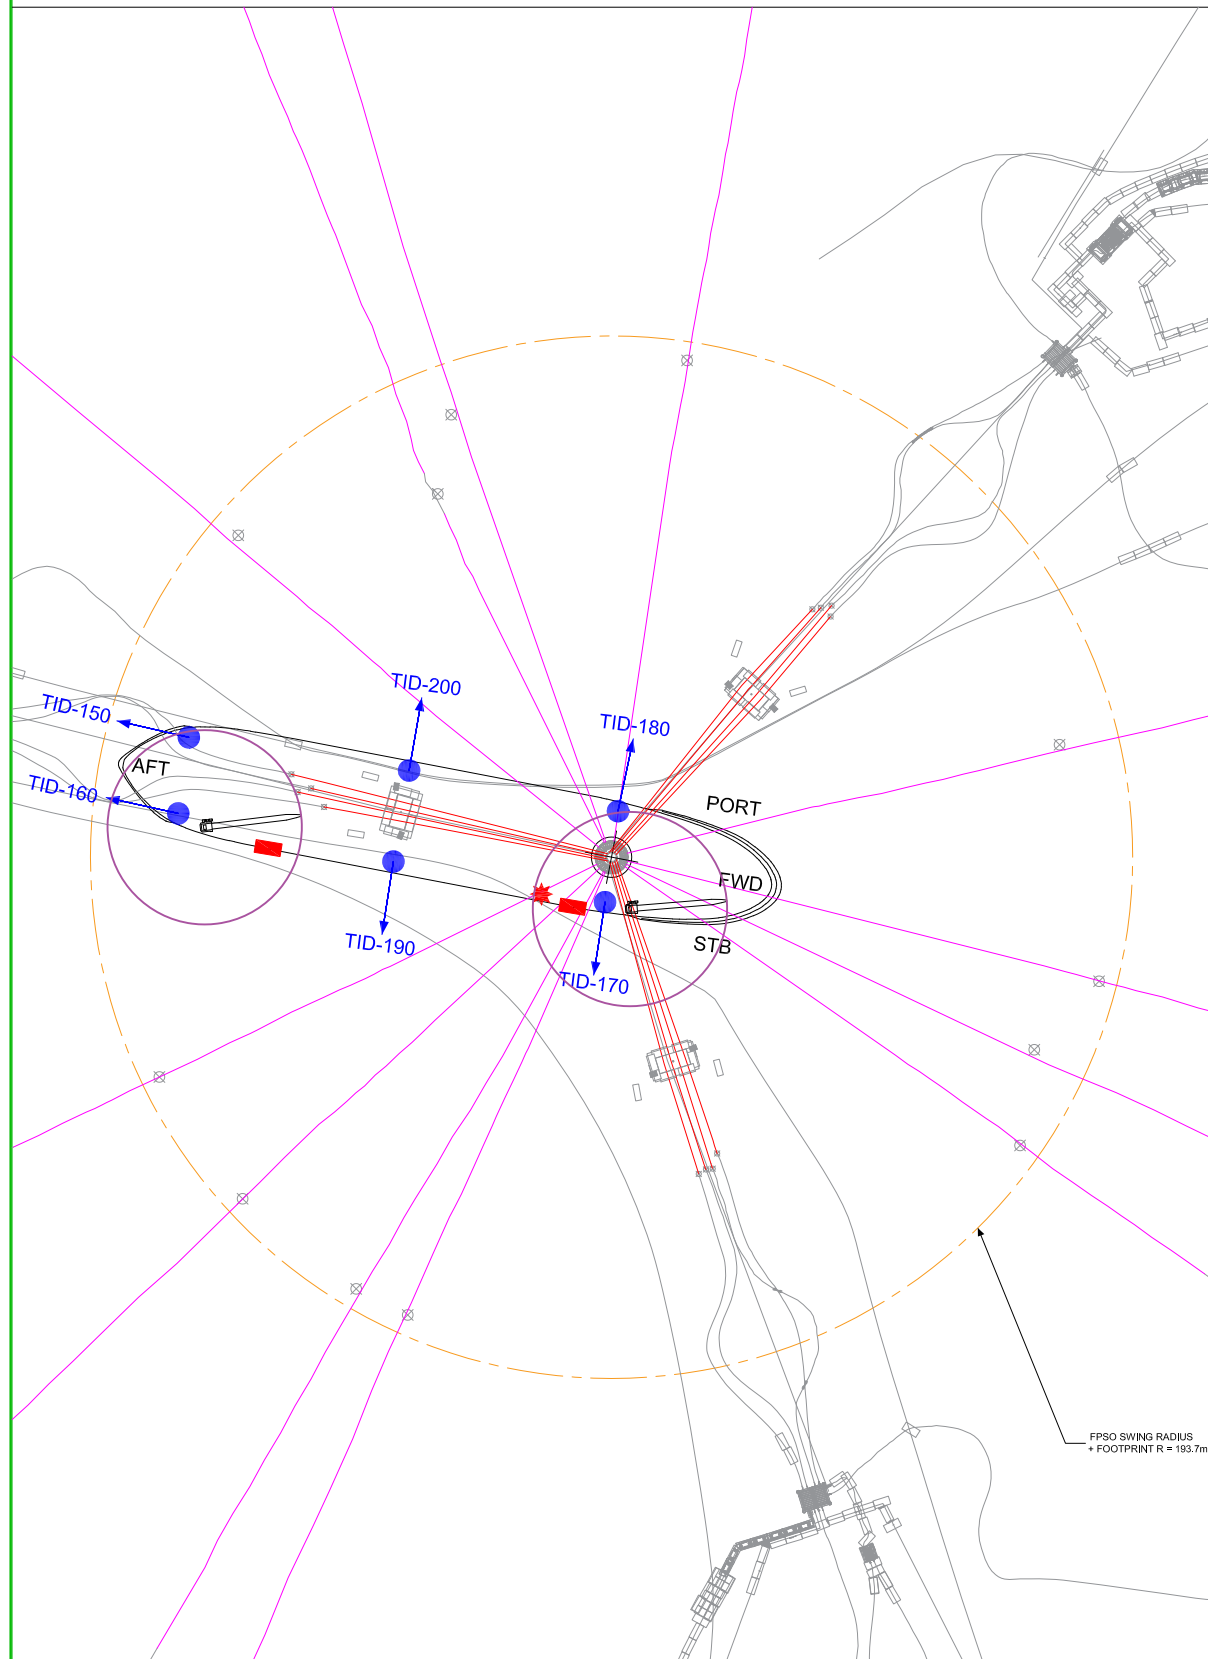 TID-200
TID-150
TID-180
AFT
TID-160
PORT
FWD
TID-190
STB
TID-170
FPSO SWING RADIUS
+ FOOTPRINT R = 193.7m